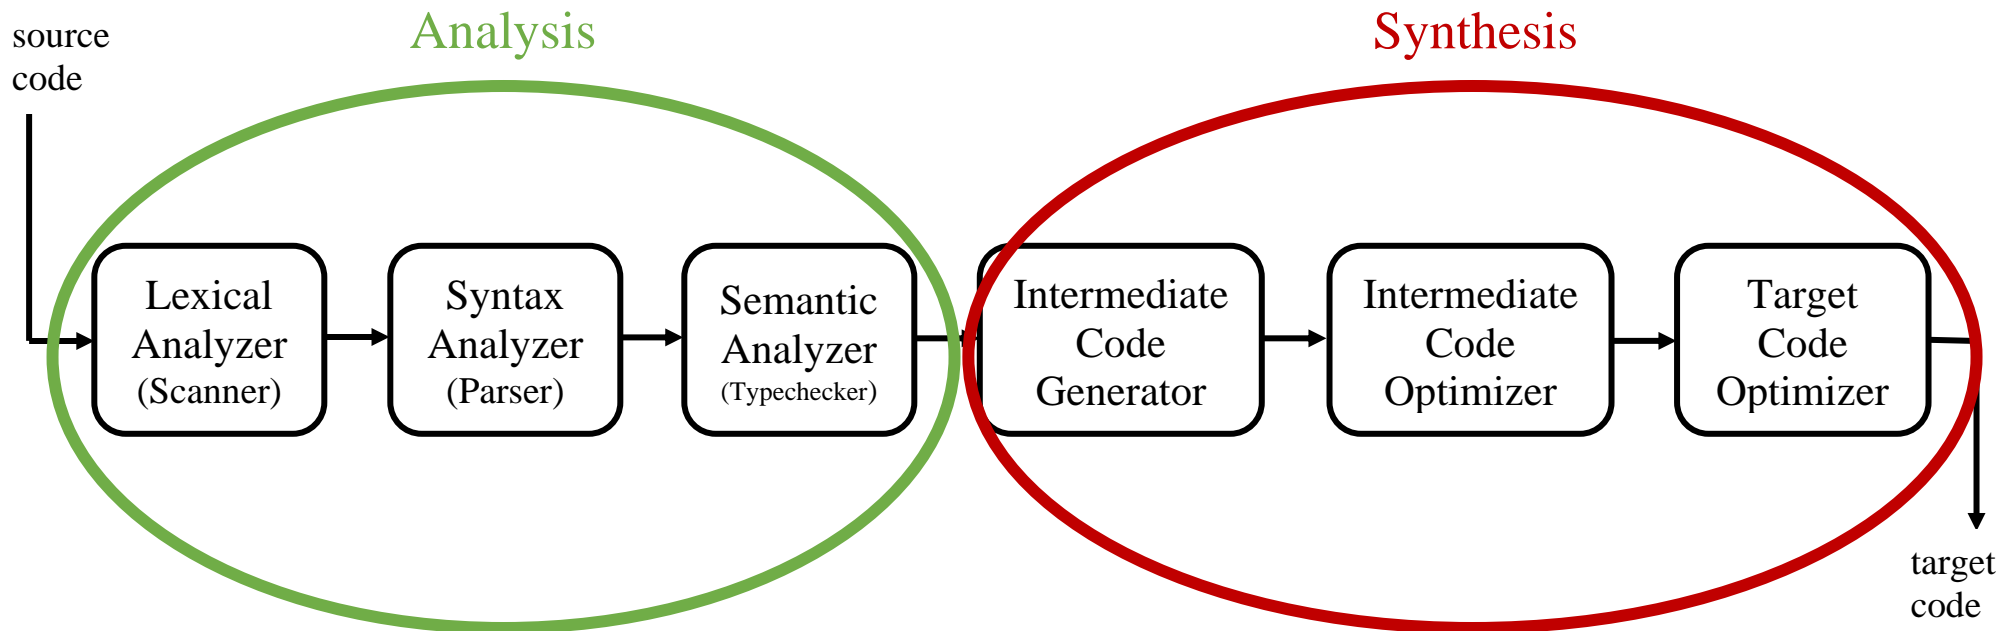 source
code
Analysis
Synthesis
Lexical
Analyzer
(Scanner)
Syntax
Analyzer
(Parser)
Semantic
Analyzer
(Typechecker)
Intermediate
Code
Generator
Intermediate
Code
Optimizer
Target
Code
Optimizer
target
code